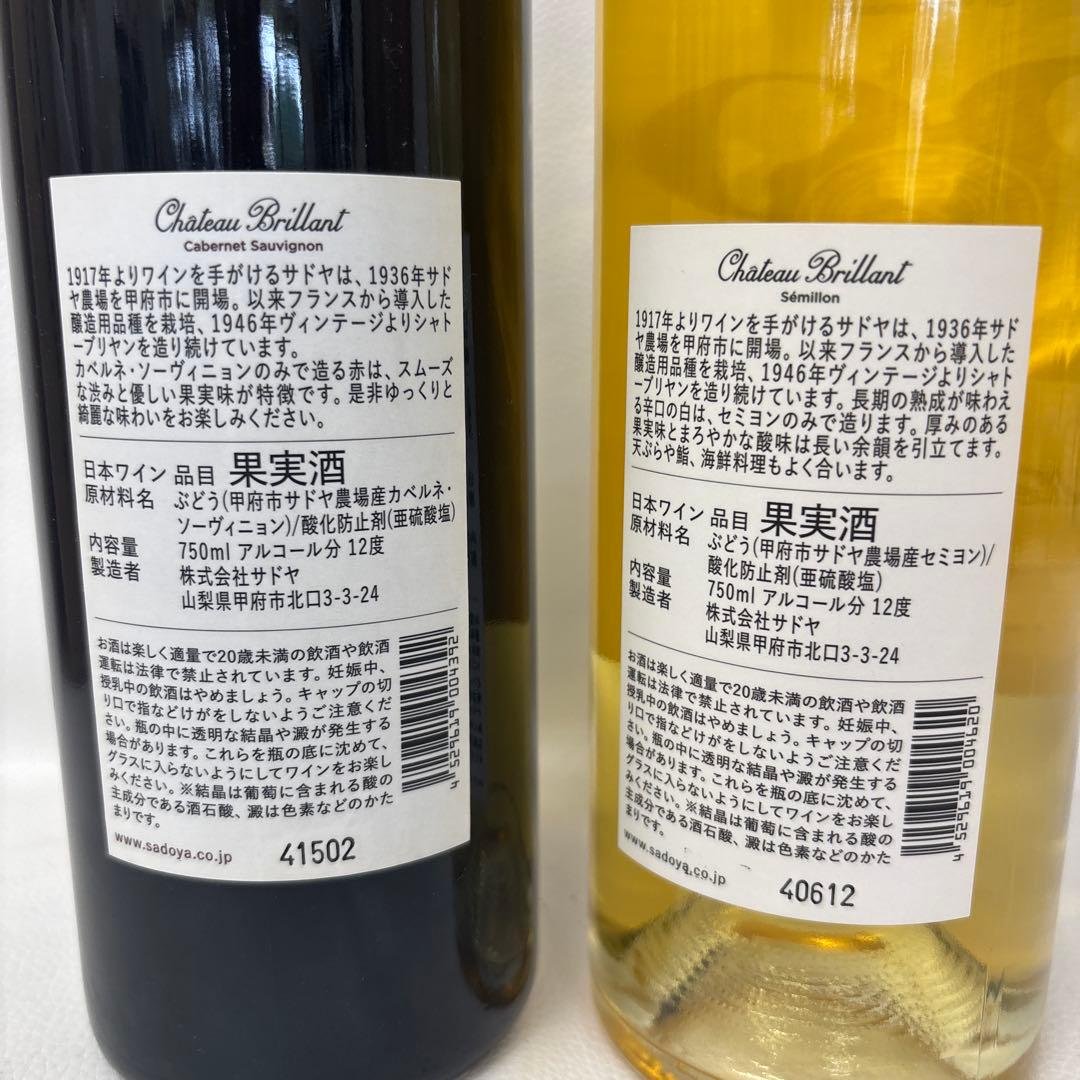 Château Brillant
Cabernet Sauvignon
1917年よりワインを手がけるサドヤは、1936年サド
ヤ農場を甲府市に開場。以来フランスから導入した
醸造用品種を栽培、1946年ヴィンテージよりシャト
ーブリヤンを造り続けています。
カベルネ・ソーヴィニョンのみで造る赤は、スムーズ
な渋みと優しい果実味が特徴です。是非ゆっくりと
綺麗な味わいをお楽しみください。
日本ワイン 品目 果実酒
原材料名 ぶどう(甲府市サドヤ農場産カベルネ・
ソーヴィニョン)/酸化防止剤(亜硫酸塩)
内容量 750ml アルコール分 12度
製造者 株式会社サドヤ
山梨県甲府市北口3-3-24
お酒は楽しく適量で20歳未満の飲酒や飲酒
運転は法律で禁止されています。妊娠中、
授乳中の飲酒はやめましょう。キャップの切
り口で指などけがをしないようご注意くだ
さい。瓶の中に透明な結晶や澱が発生する
場合があります。これらを瓶の底に沈めて、
グラスに入らないようにしてワインをお楽し
みください。※結晶は葡萄に含まれる酸の
主成分である酒石酸、澱は色素などのかた
まりです。
www.sadoya.co.jp
41502
Château Brillant
Sémillon
1917年よりワインを手がけるサドヤは、1936年サド
ヤ農場を甲府市に開場。以来フランスから導入した
醸造用品種を栽培、1946年ヴィンテージよりシャト
ーブリヤンを造り続けています。長期の熟成が味わえ
る辛口の白は、セミヨンのみで造ります。厚みのある
果実味とまろやかな酸味は長い余韻を引立てます。
天ぷらや鮨、海鮮料理もよく合います。
日本ワイン 品目 果実酒
原材料名 ぶどう(甲府市サドヤ農場産セミヨン)/
酸化防止剤(亜硫酸塩)
内容量 750ml アルコール分 12度
製造者 株式会社サドヤ
山梨県甲府市北口3-3-24
お酒は楽しく適量で20歳未満の飲酒や飲酒
運転は法律で禁止されています。妊娠中、
授乳中の飲酒はやめましょう。キャップの切
り口で指などけがをしないようご注意くだ
さい。瓶の中に透明な結晶や澱が発生する
場合があります。これらを瓶の底に沈めて、
グラスに入らないようにしてワインをお楽し
みください。※結晶は葡萄に含まれる酸の
主成分である酒石酸、澱は色素などのかた
まりです。
www.sadoya.co.jp
40612